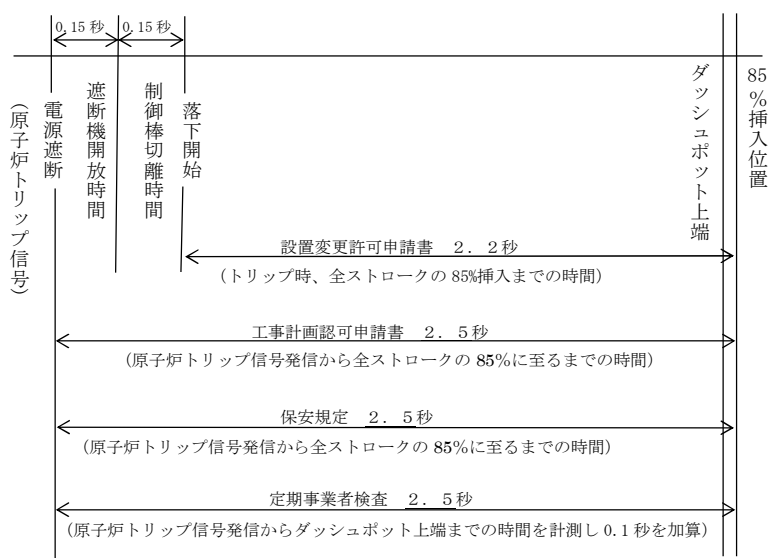 0.15 秒
0.15 秒
(原子炉トリップ信号)
電源遮断
遮断機開放時間
制御棒切離時間
落下開始
ダッシュポット上端
85%挿入位置
設置変更許可申請書 2．2秒
(トリップ時、全ストロークの 85%挿入までの時間)
工事計画認可申請書 2．5秒
(原子炉トリップ信号発信から全ストロークの 85%に至るまでの時間)
保安規定 2．5秒
(原子炉トリップ信号発信から全ストロークの 85%に至るまでの時間)
定期事業者検査 2．5秒
(原子炉トリップ信号発信からダッシュポット上端までの時間を計測し 0.1 秒を加算)